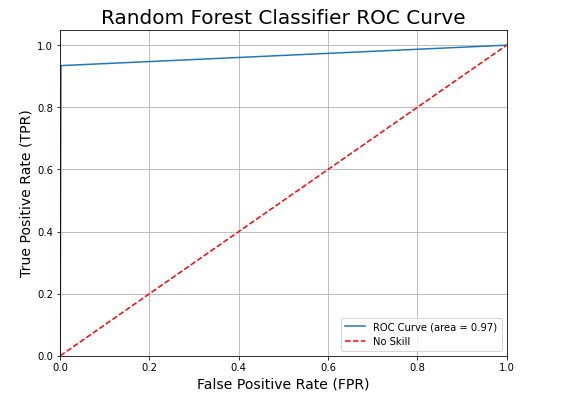 Random Forest Classifier ROC Curve
1.0
0.8
0.6
0.4
0.2
0.0
True Positive Rate (TPR)
ROC Curve (area = 0.97)
No Skill
0.0 0.2 0.4 0.6 0.8 1.0
False Positive Rate (FPR)